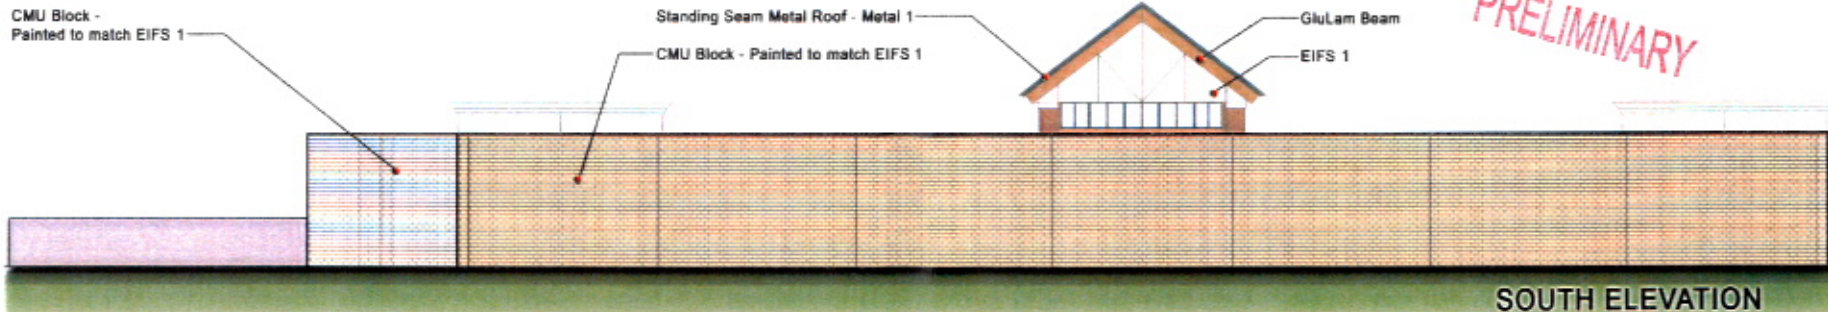 CMU Block -
Painted to match EIFS 1
Standing Seam Metal Roof - Metal 1
CMU Block - Painted to match EIFS 1
GluLam Beam
EIFS 1
PRELIMINARY
SOUTH ELEVATION